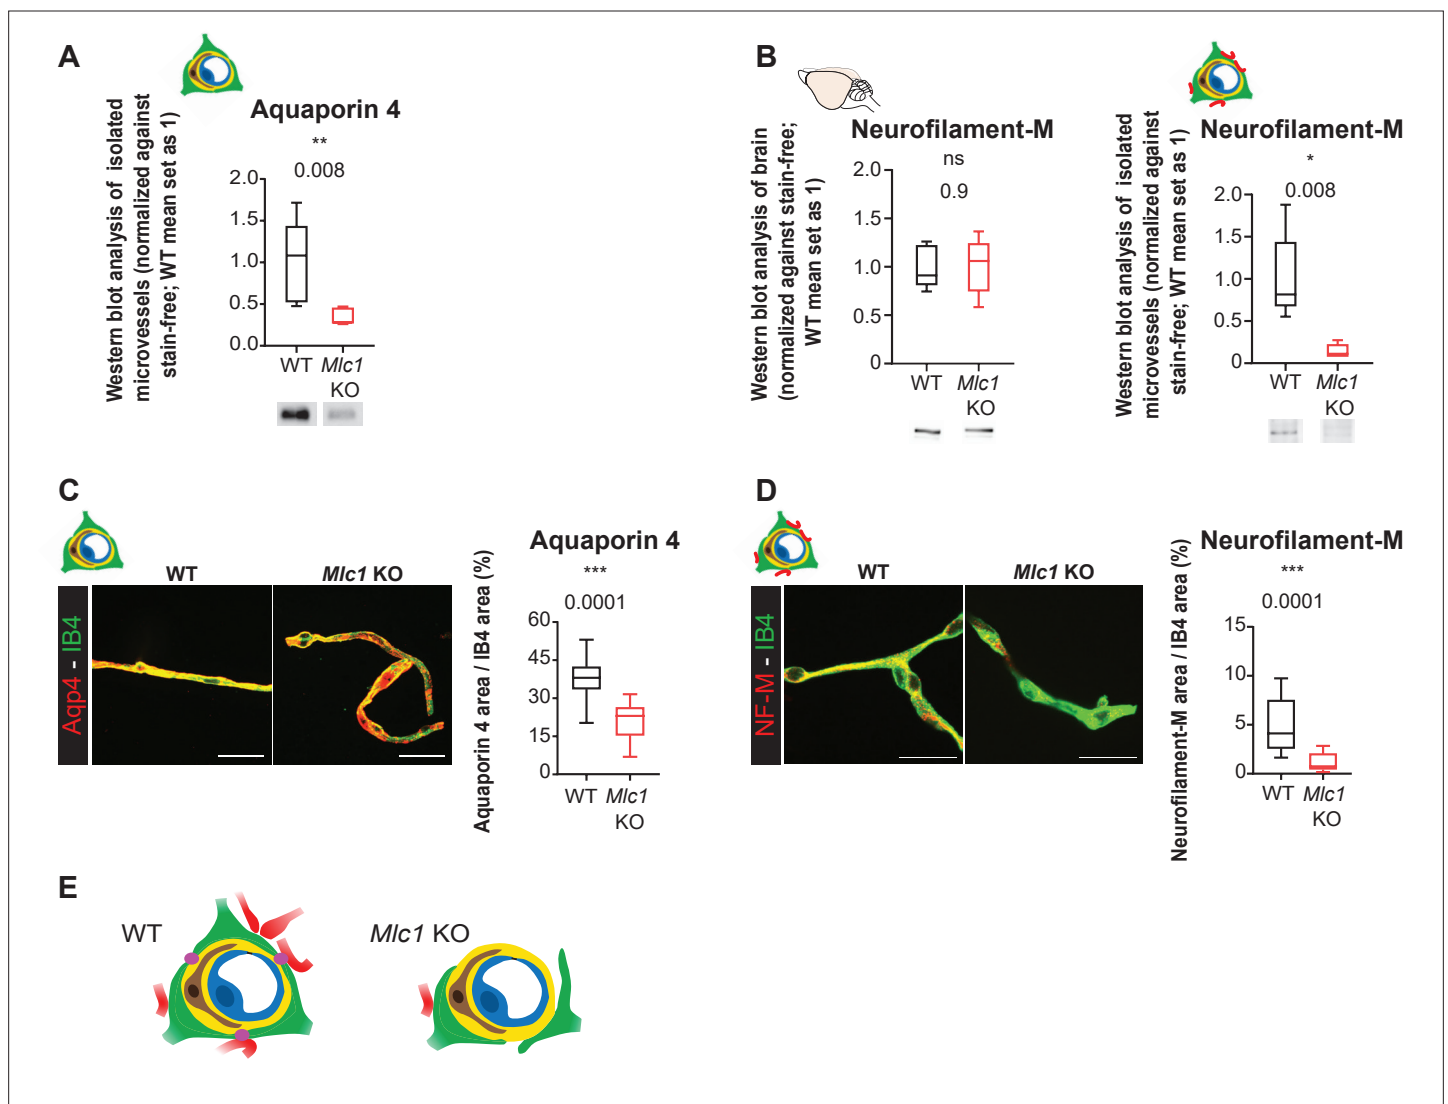 A
Western blot analysis of isolated
microvessels (normalized against
stain-free; WT mean set as 1)
Aquaporin 4
**
0.008
2.0
1.5
1.0
0.5
0.0
WT
Mlc1
KO
B
Western blot analysis of brain
(normalized against stain-free;
WT mean set as 1)
Neurofilament-M
ns
0.9
2.0
1.5
1.0
0.5
0
WT
Mlc1
KO
Western blot analysis of isolated
microvessels (normalized against
stain-free; WT mean set as 1)
Neurofilament-M
*
0.008
2.0
1.5
1.0
0.5
0
WT
Mlc1
KO
C
WT
Mlc1 KO
Aqp4 - IB4
Aquaporin 4 area / IB4 area (%)
Aquaporin 4
***
0.0001
60
45
30
15
0
WT
Mlc1
KO
D
WT
Mlc1 KO
NF-M - IB4
Neurofilament-M area / IB4 area (%)
Neurofilament-M
***
0.0001
15
10
5
0
WT
Mlc1
KO
E
WT
Mlc1 KO